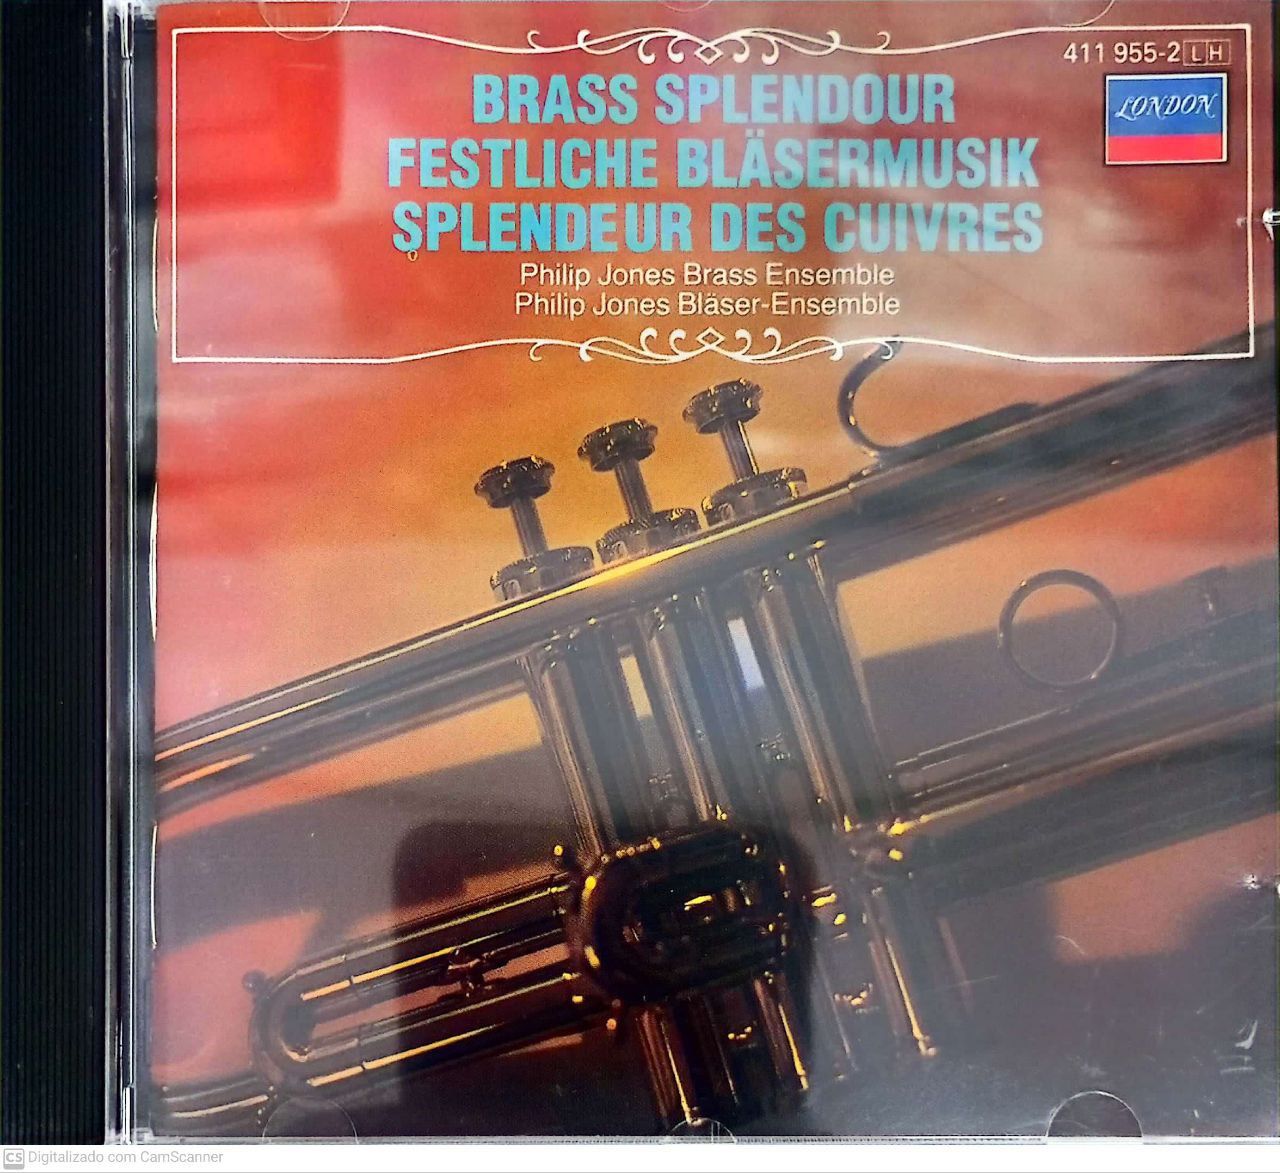 411 955-2 LH
LONDON
BRASS SPLENDOUR
FESTLICHE BLÄSERMUSIK
SPLENDEUR DES CUIVRES
Philip Jones Brass Ensemble
Philip Jones Bläser-Ensemble
CS Digitalizado com CamScanner